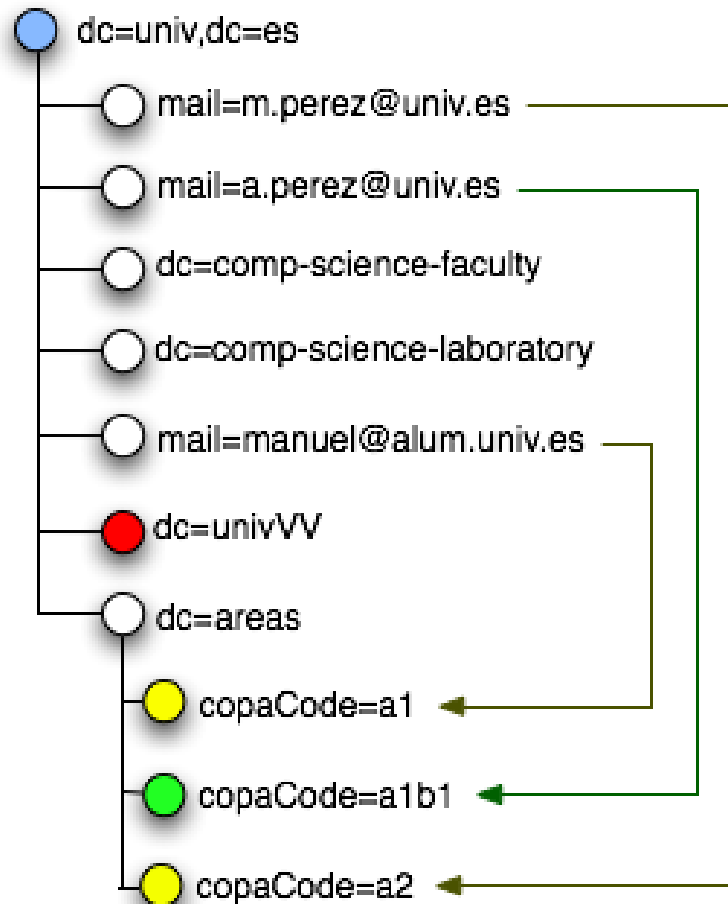 dc=univ,dc=es
mail=m.perez@univ.es
mail=a.perez@univ.es
dc=comp-science-faculty
dc=comp-science-laboratory
mail=manuel@alum.univ.es
dc=univVV
dc=areas
copaCode=a1
copaCode=a1b1
copaCode=a2